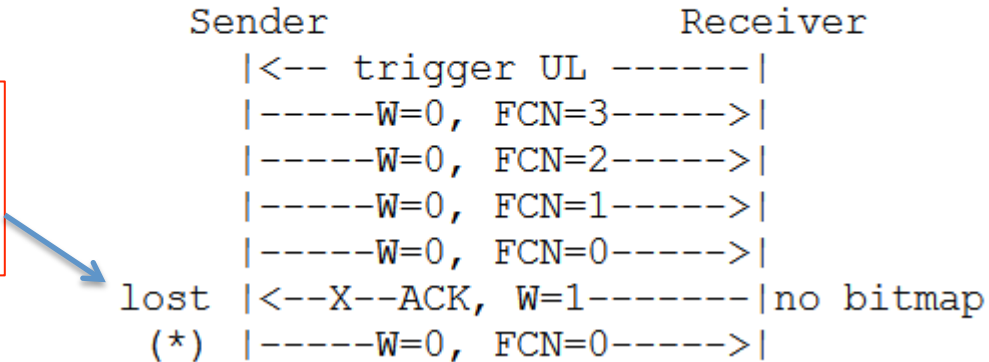 Sender Receiver
|<-- trigger UL ------|
|-----W=0, FCN=3----->|
|-----W=0, FCN=2----->|
|-----W=0, FCN=1----->|
|-----W=0, FCN=0----->|
lost |<--X--ACK, W=1-------|no bitmap
(*) |-----W=0, FCN=0----->|